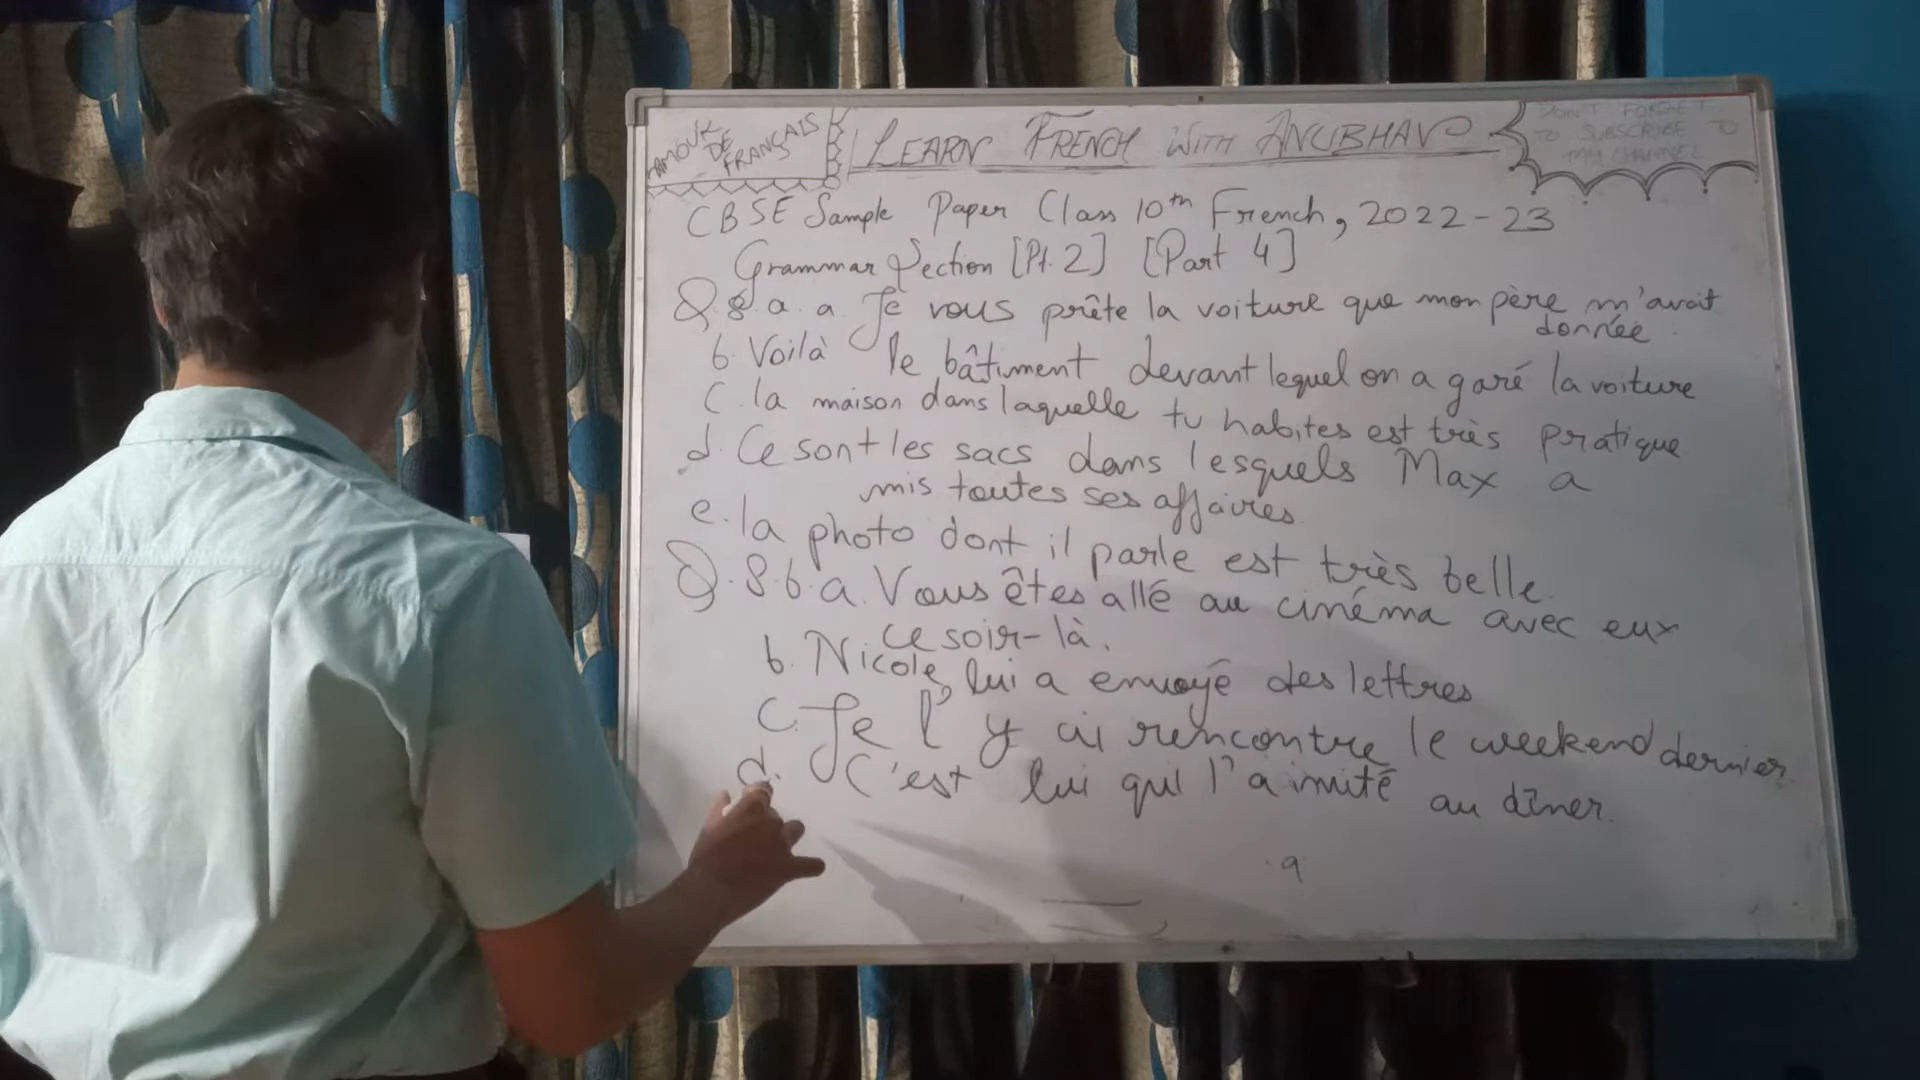 AMOUR
DE
FRANÇAIS
LEARN FRENCH WITH ANUBHAV
DON'T FORGET
TO SUBSCRIBE TO
MY CHANNEL
CBSE Sample Paper Class 10th French, 2022-23
Grammar Section [Pt. 2] [Part 4]
Q. 8. a. a Je vous prête la voiture que mon père m'avait
donnée.
b. Voilà le bâtiment devant lequel on a garé la voiture
c. la maison dans laquelle tu habites est très pratique
d. Ce sont les sacs dans lesquels Max a
mis toutes ses affaires.
e. la photo dont il parle est très belle.
Q. 8. b. a. Vous êtes allé au cinéma avec eux
ce soir-là.
b. Nicole lui a envoyé des lettres
c. Je l'y ai rencontre le weekend dernier.
d. C'est lui qui l'a invité au dîner.